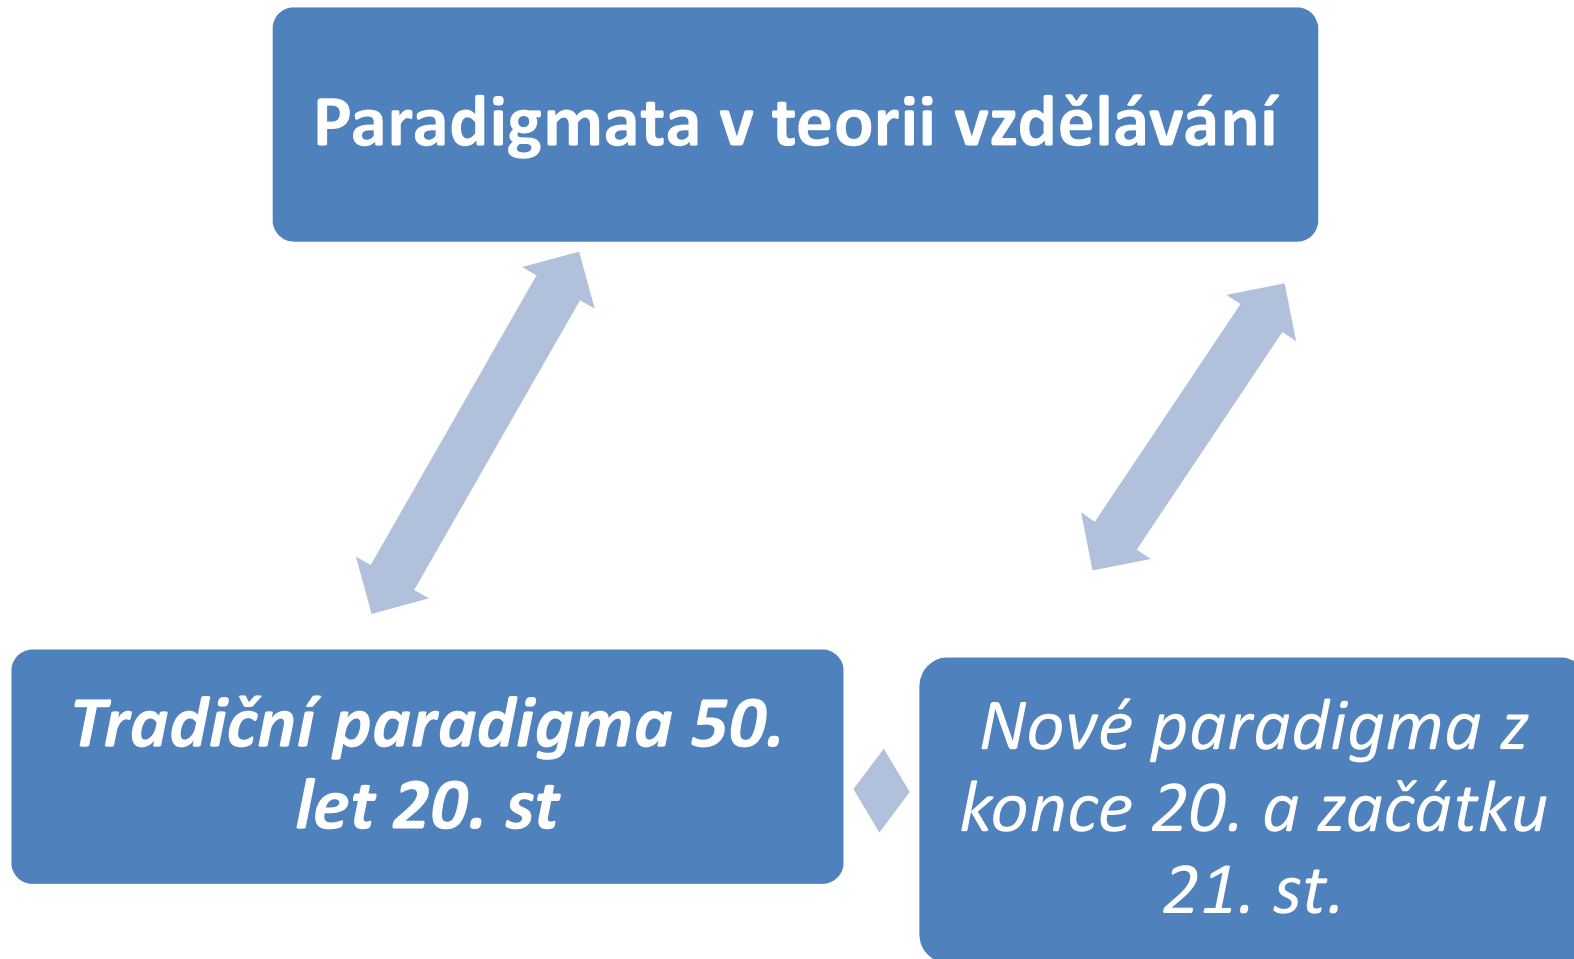 Paradigmata v teorii vzdělávání
Tradiční paradigma 50.
let 20. st
Nové paradigma z
konce 20. a začátku
21. st.